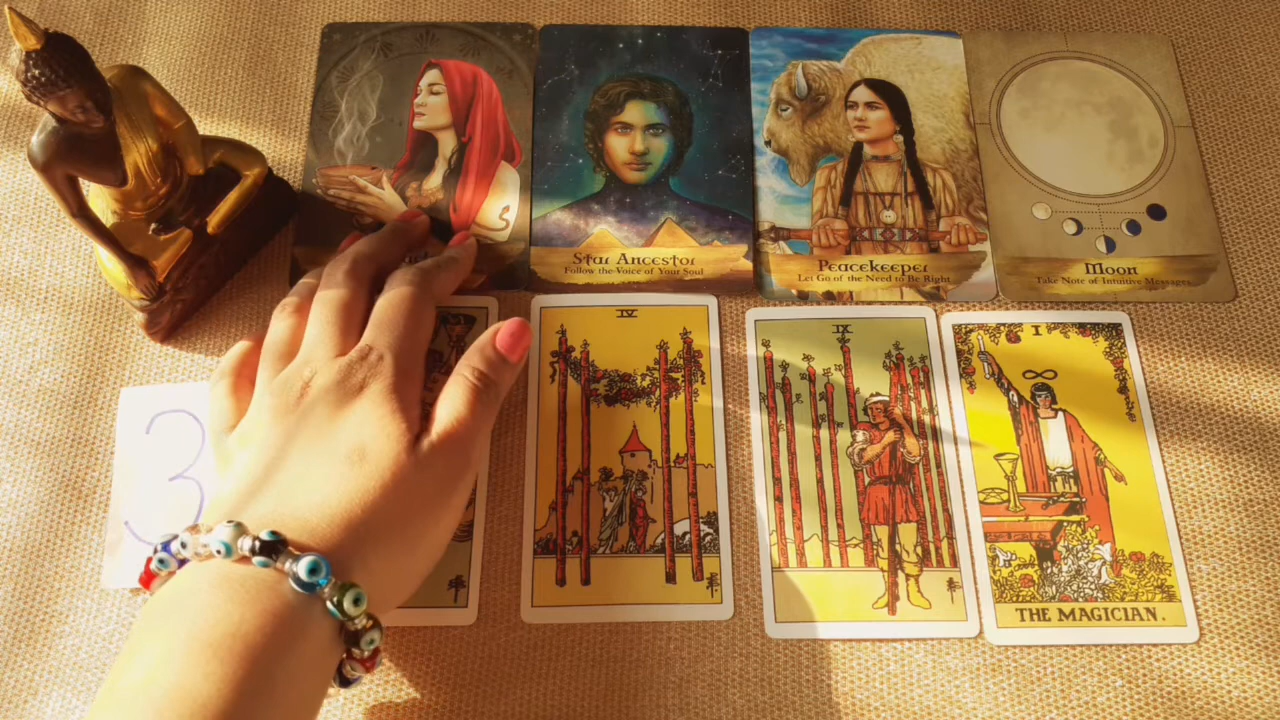 Star Ancestor
Follow the Voice of Your Soul
Peacekeeper
Let Go of the Need to Be Right
Moon
Take Note of Intuitive Messages
3
IV
IX
I
THE MAGICIAN.